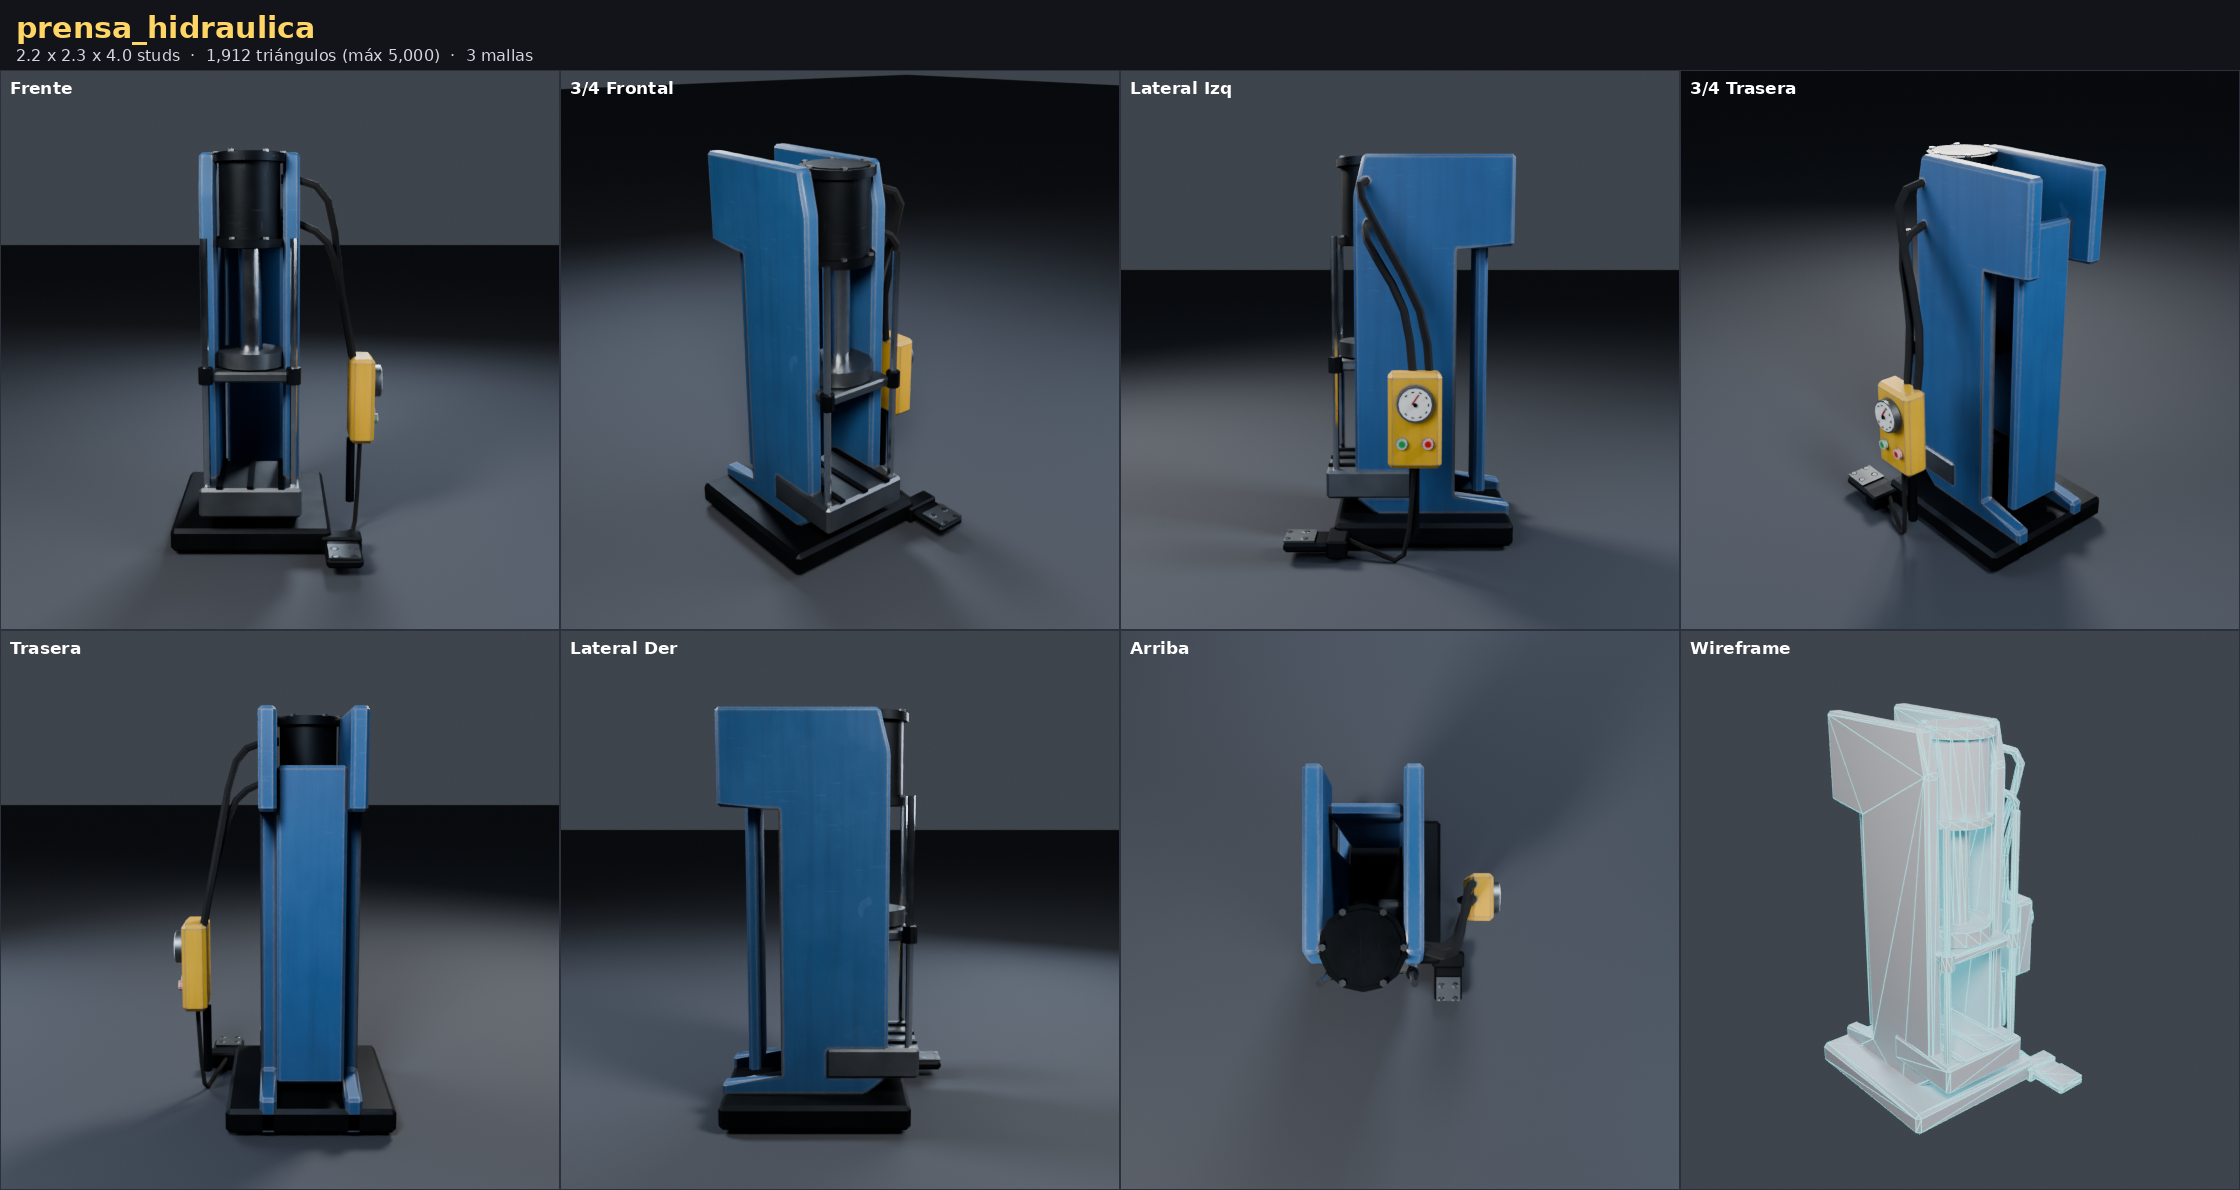 prensa_hidraulica
2.2 x 2.3 x 4.0 studs · 1,912 triángulos (máx 5,000) · 3 mallas
Frente
3/4 Frontal
Lateral Izq
3/4 Trasera
Trasera
Lateral Der
Arriba
Wireframe